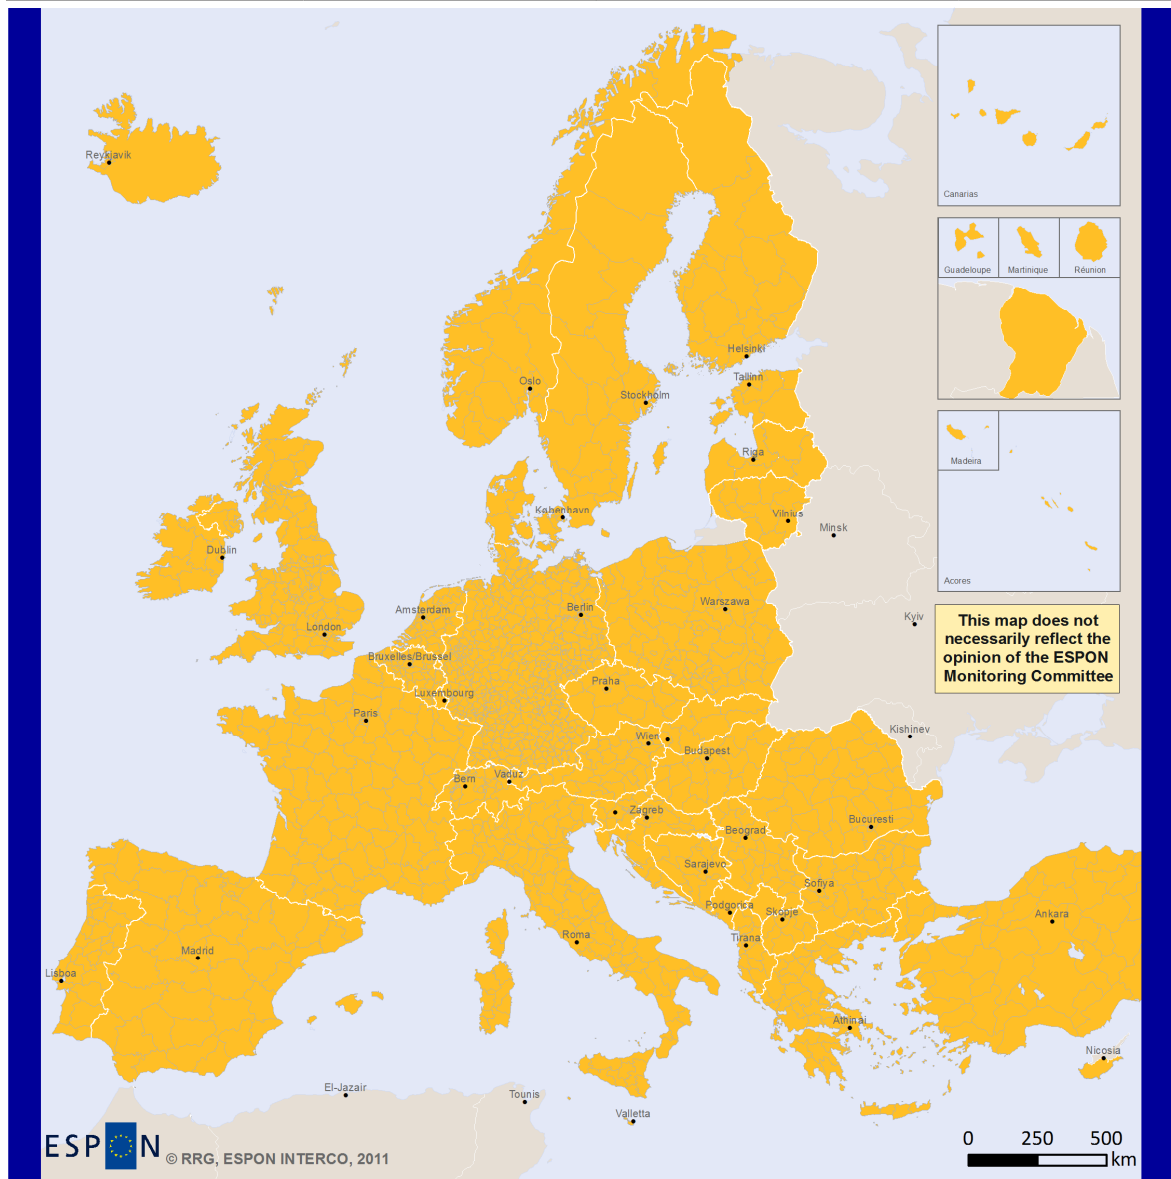 Reykjavik
Canarias
Guadeloupe
Martinique
Réunion
Helsinki
Tallinn
Oslo
Stockholm
Riga
Madeira
København
Vilnius
Minsk
Dublin
Acores
Amsterdam
Berlin
Warszawa
Kyiv
London
This map does not
necessarily reflect the
opinion of the ESPON
Monitoring Committee
Bruxelles/Brussel
Luxembourg
Praha
Paris
Kishinev
Wien
Budapest
Bern
Vaduz
Zagreb
Beograd
Bucuresti
Sarajevo
Sofiya
Podgorica
Skopje
Ankara
Roma
Tirana
Madrid
Lisboa
Athinai
Nicosia
El-Jazair
Tounis
Valletta
ESPON
© RRG, ESPON INTERCO, 2011
0 250 500
km